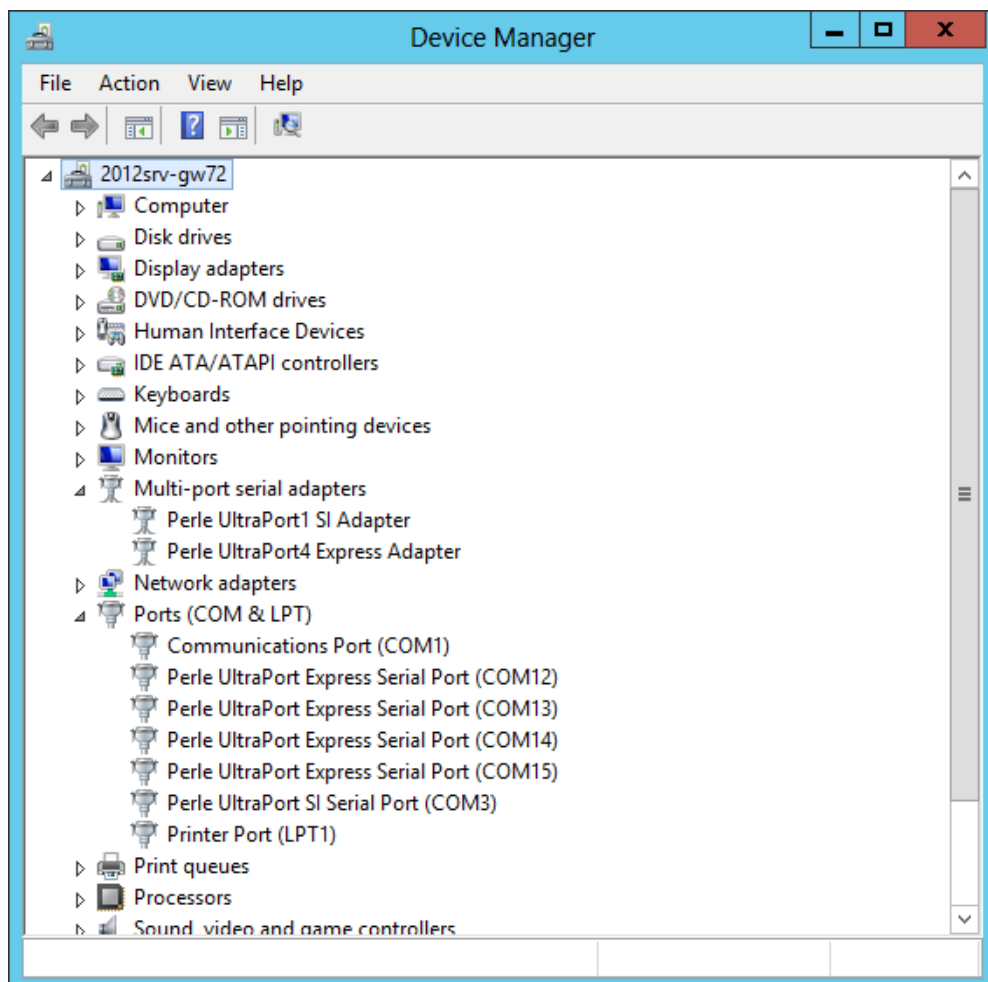 Device Manager
File Action View Help
2012srv-gw72
Computer
Disk drives
Display adapters
DVD/CD-ROM drives
Human Interface Devices
IDE ATA/ATAPI controllers
Keyboards
Mice and other pointing devices
Monitors
Multi-port serial adapters
Perle UltraPort1 SI Adapter
Perle UltraPort4 Express Adapter
Network adapters
Ports (COM & LPT)
Communications Port (COM1)
Perle UltraPort Express Serial Port (COM12)
Perle UltraPort Express Serial Port (COM13)
Perle UltraPort Express Serial Port (COM14)
Perle UltraPort Express Serial Port (COM15)
Perle UltraPort SI Serial Port (COM3)
Printer Port (LPT1)
Print queues
Processors
Sound, video and game controllers